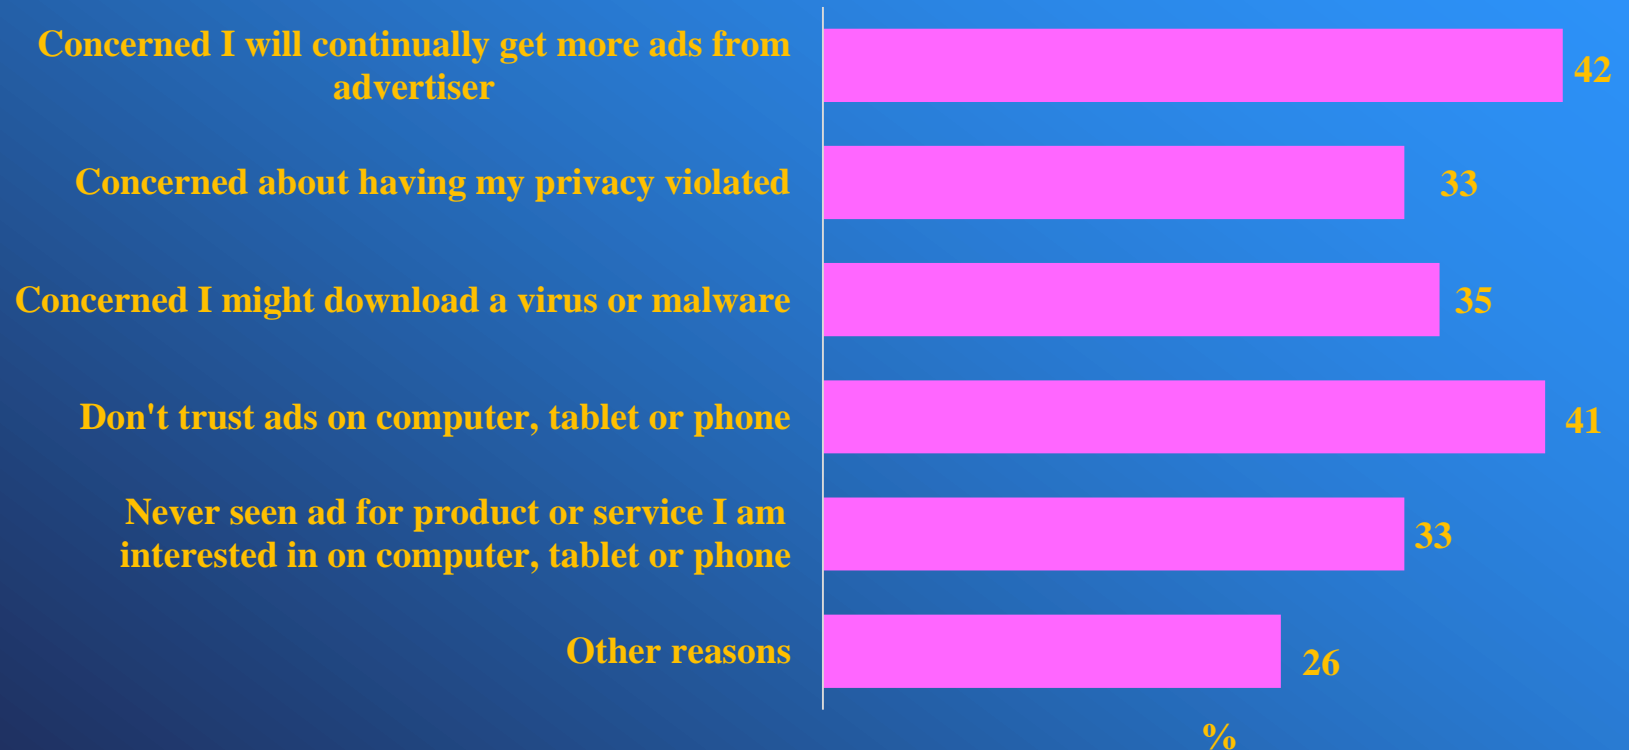 Concerned I will continually get more ads from
advertiser
42
Concerned about having my privacy violated
33
Concerned I might download a virus or malware
35
Don't trust ads on computer, tablet or phone
41
Never seen ad for product or service I am
interested in on computer, tablet or phone
33
Other reasons
26
%